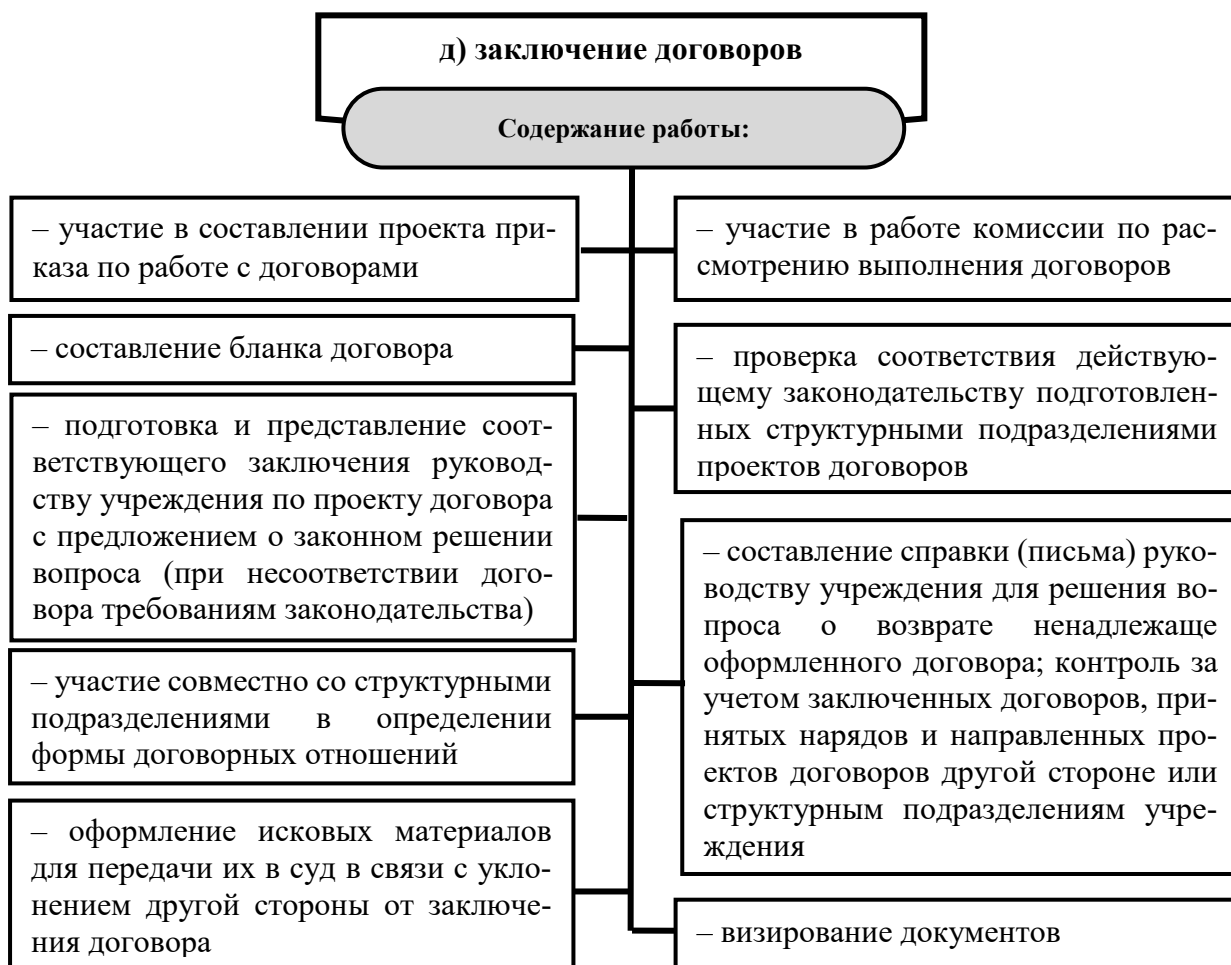 д) заключение договоров
Содержание работы:
– участие в составлении проекта при-
каза по работе с договорами
– составление бланка договора
– подготовка и представление соот-
ветствующего заключения руковод-
ству учреждения по проекту договора
с предложением о законном решении
вопроса (при несоответствии дого-
вора требованиям законодательства)
– участие совместно со структурными
подразделениями в определении
формы договорных отношений
– оформление исковых материалов
для передачи их в суд в связи с укло-
нением другой стороны от заключе-
ния договора
– участие в работе комиссии по рас-
смотрению выполнения договоров
– проверка соответствия действую-
щему законодательству подготовлен-
ных структурными подразделениями
проектов договоров
– составление справки (письма) руко-
водству учреждения для решения во-
проса о возврате ненадлежаще
оформленного договора; контроль за
учетом заключенных договоров, при-
нятых нарядов и направленных про-
ектов договоров другой стороне или
структурным подразделениям учре-
ждения
– визирование документов